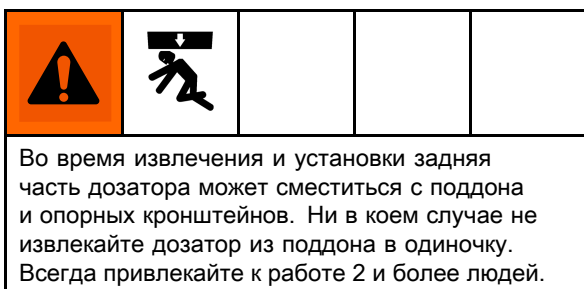 Во время извлечения и установки задняя
часть дозатора может сместиться с поддона
и опорных кронштейнов. Ни в коем случае не
извлекайте дозатор из поддона в одиночку.
Всегда привлекайте к работе 2 и более людей.